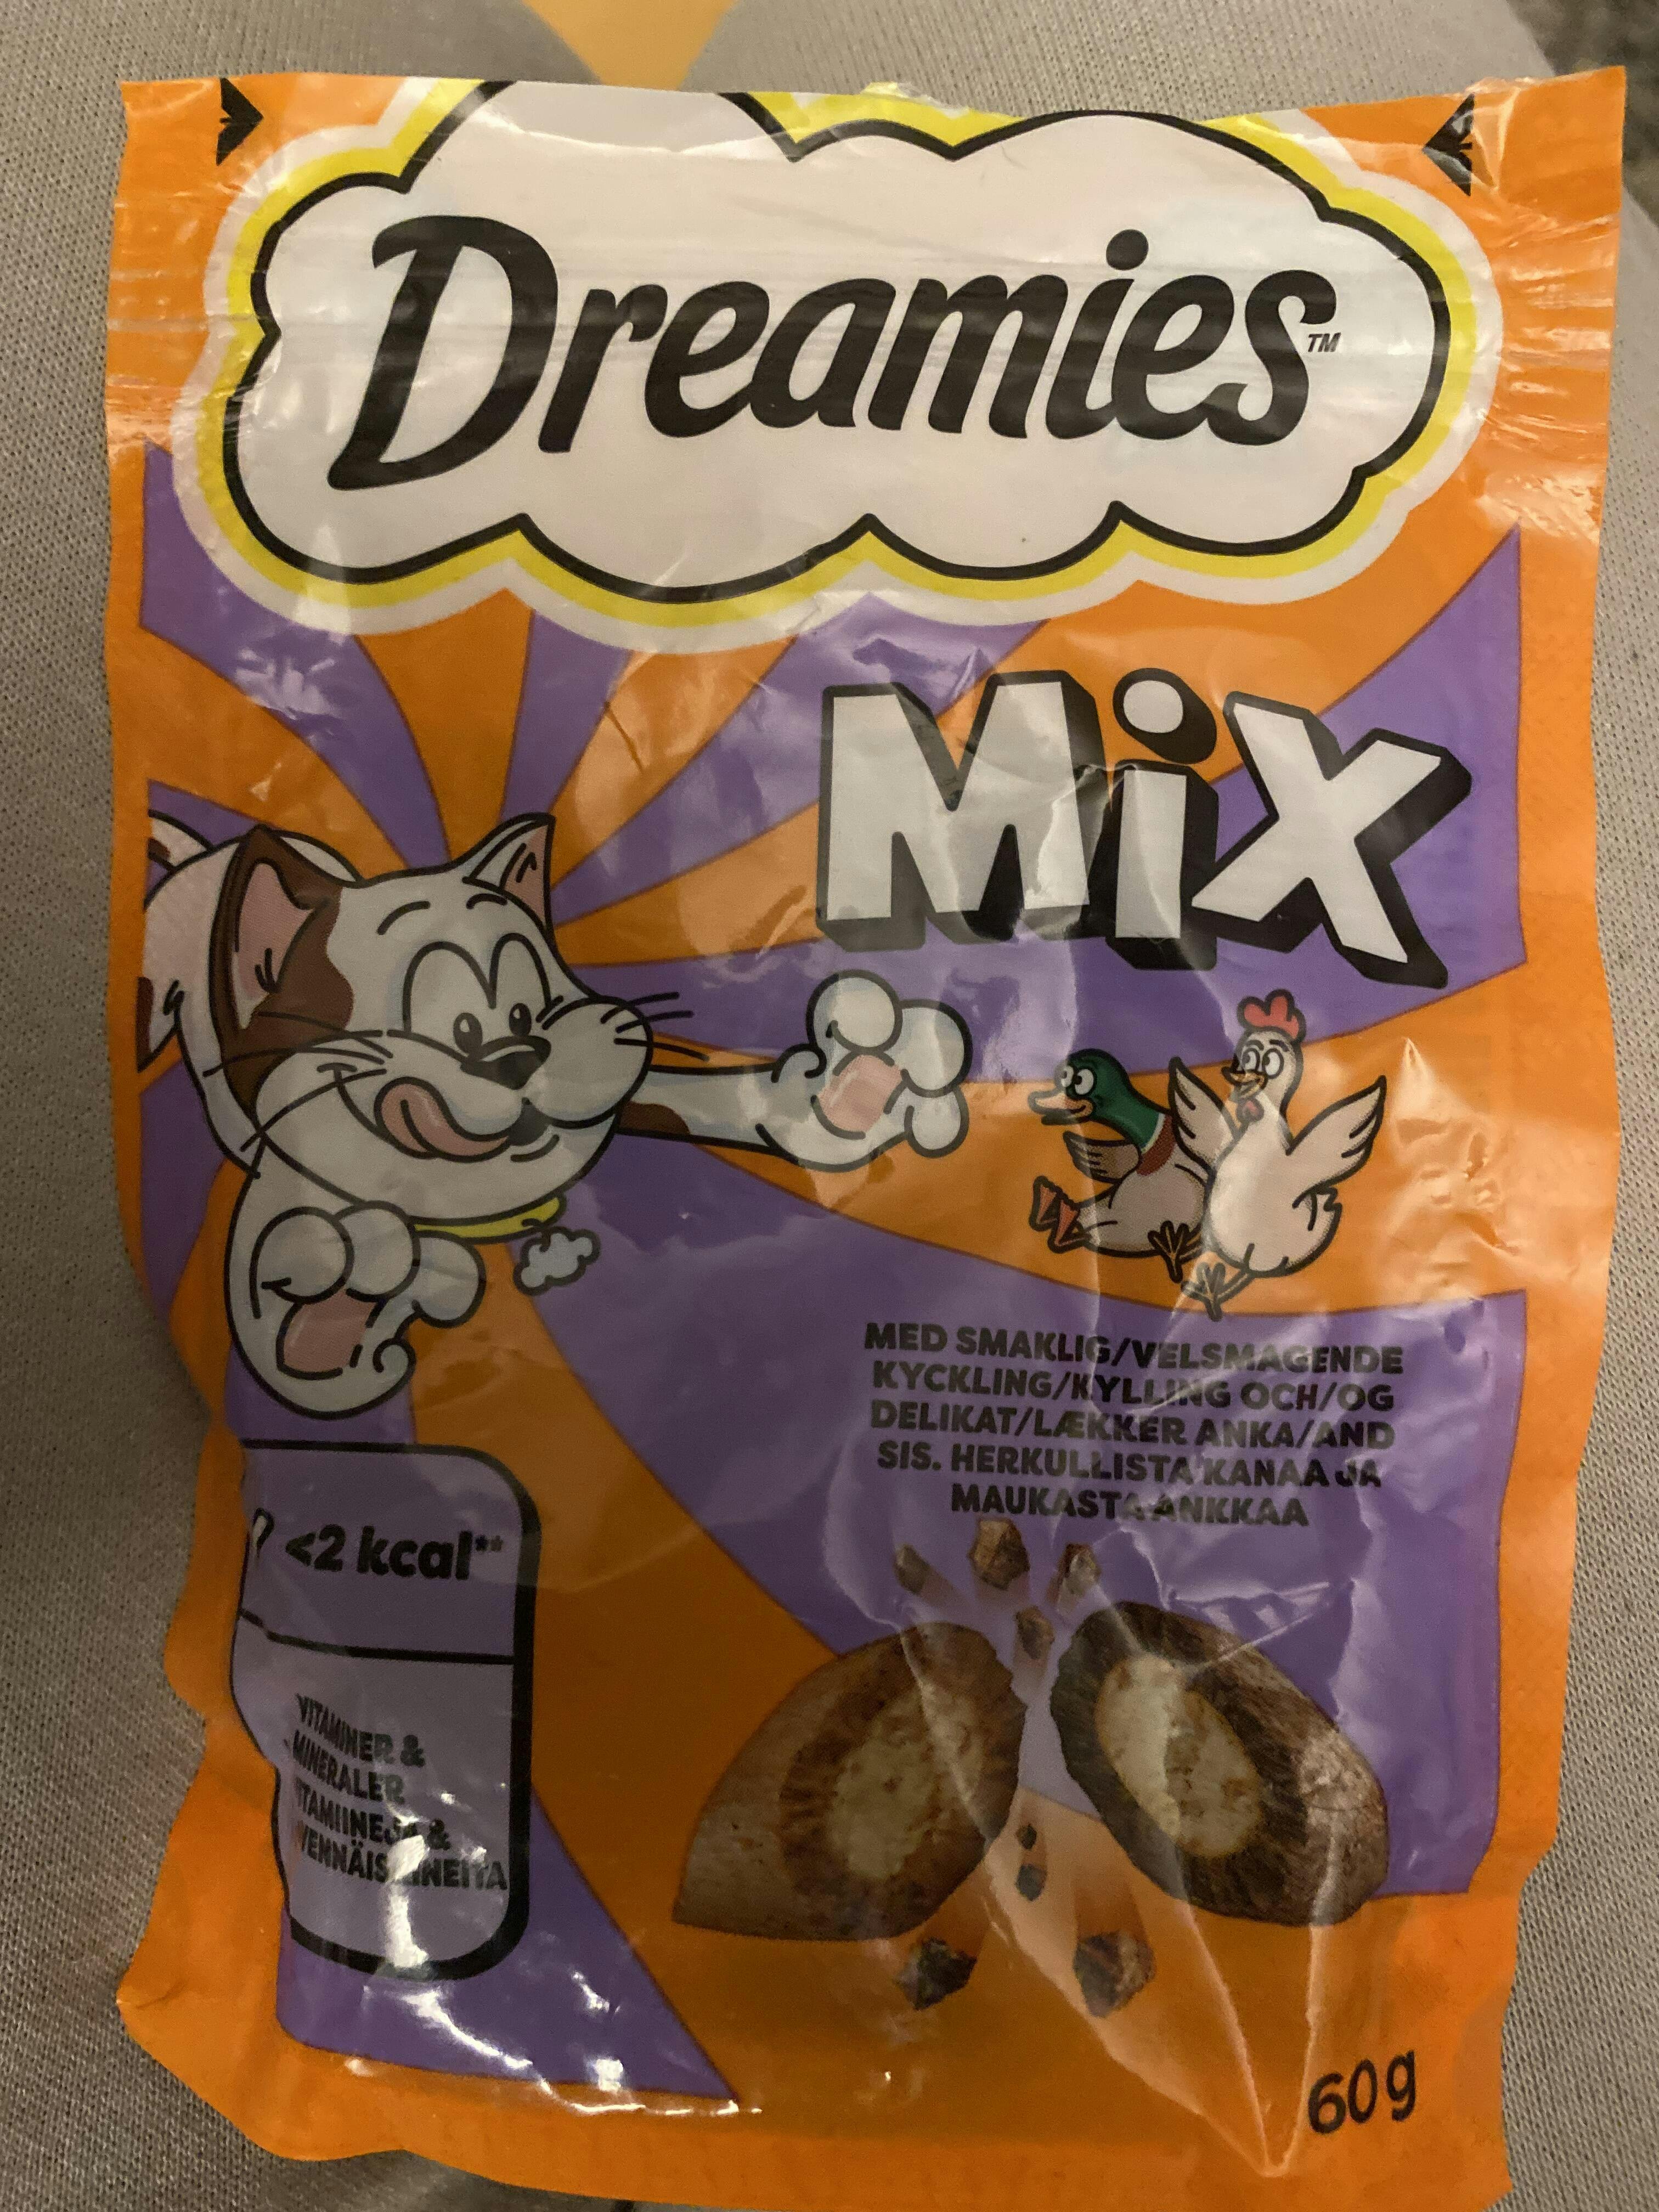 Dreamies™
MiX
MED SMAKLIG/VELSMAGENDE
KYCKLING/KYLLING OCH/OG
DELIKAT/LÆKKER ANKA/AND
SIS. HERKULLISTA KANAA JA
MAUKASTA ANKKAA
<2 kcal**
VITAMINER &
MINERALER
&
60g